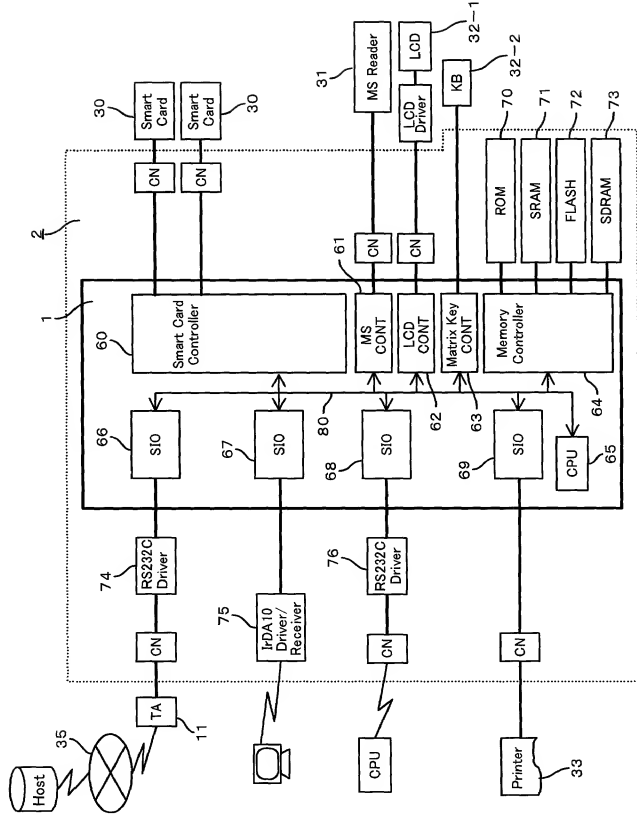 Host
35
TA
11
CPU
Printer
33
2
1
CN
74
RS232C
Driver
75
IrDA10
Driver/
Receiver
CN
76
RS232C
Driver
CN
66
SIO
67
SIO
68
SIO
69
SIO
CPU
65
80
60
Smart Card
Controller
61
MS
CONT
LCD
CONT
62
Matrix Key
CONT
63
Memory
Controller
64
CN
CN
CN
CN
30
Smart
Card
Smart
Card
30
31
MS Reader
LCD
Driver
LCD
32-1
KB
32-2
ROM
70
SRAM
71
FLASH
72
SDRAM
73